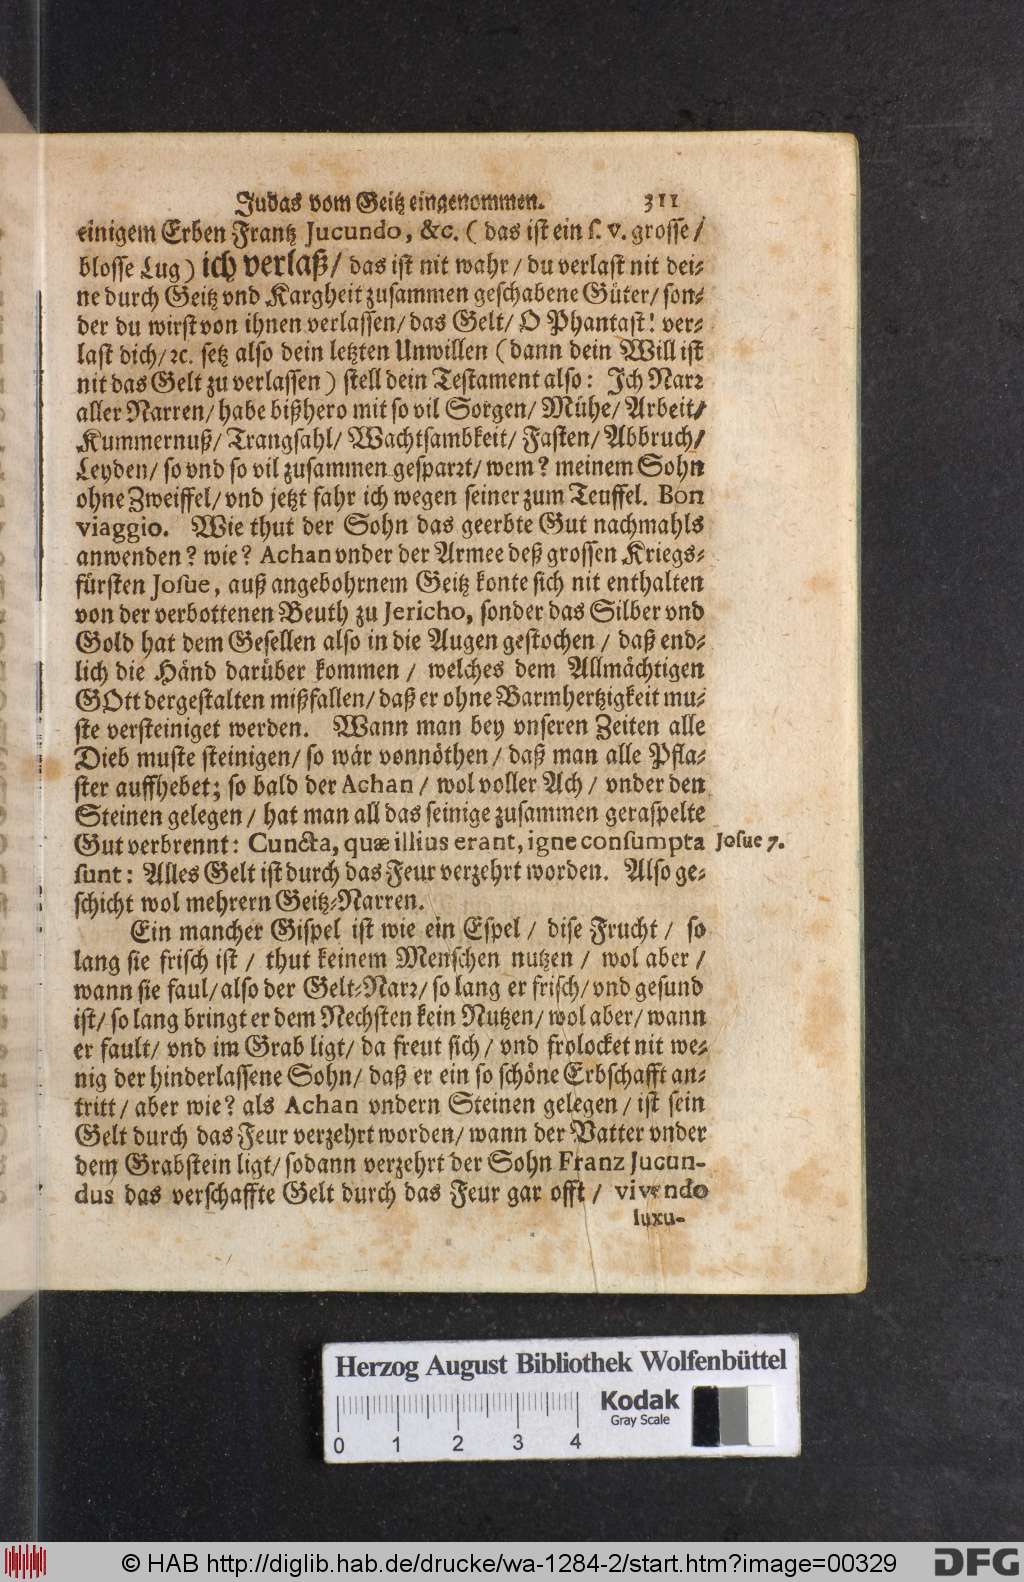 Judas vom Geitz eingenommen. 311
einigem Erben Frantz Jucundo, &c. ( das ist ein s. v. grosse /
blosse Lug ) ich verlaß / das ist nit wahr / du verlast nit dei-
ne durch Geitz vnd Kargheit zusammen geschabene Güter / son-
der du wirst von ihnen verlassen / das Gelt / O Phantast! ver-
last dich / ꝛc. setz also dein letzten Unwillen ( dann dein Will ist
nit das Gelt zu verlassen ) stell dein Testament also: Ich Narꝛ
aller Narren / habe bißhero mit so vil Sorgen / Mühe / Arbeit /
Kummernuß / Trangsahl / Wachtsambkeit / Fasten / Abbruch /
Leyden / so vnd so vil zusammen gesparꝛt / wem? meinem Sohn
ohne Zweiffel / vnd jetzt fahr ich wegen seiner zum Teuffel. Bon
viaggio. Wie thut der Sohn das geerbte Gut nachmahls
anwenden? wie? Achan vnder der Armee deß grossen Kriegs-
fürsten Josue, auß angebohrnem Geitz konte sich nit enthalten
von der verbottenen Beuth zu Jericho, sonder das Silber vnd
Gold hat dem Gesellen also in die Augen gestochen / daß end-
lich die Händ darüber kommen / welches dem Allmächtigen
GOtt dergestalten mißfallen / daß er ohne Barmhertzigkeit mu-
ste versteiniget werden. Wann man bey vnseren Zeiten alle
Dieb muste steinigen / so wär vonnöthen / daß man alle Pfla-
ster auffhebet; so bald der Achan / wol voller Ach / vnder den
Steinen gelegen / hat man all das seinige zusammen geraspelte
Gut verbrennt: Cuncta, quæ illius erant, igne consumpta Josue 7.
sunt: Alles Gelt ist durch das Feur verzehrt worden. Also ge-
schicht wol mehrern Geitz-Narren.
Ein mancher Gispel ist wie ein Espel / dise Frucht / so
lang sie frisch ist / thut keinem Menschen nutzen / wol aber /
wann sie faul / also der Gelt-Narꝛ / so lang er frisch / vnd gesund
ist / so lang bringt er dem Nechsten kein Nutzen / wol aber / wann
er fault / vnd im Grab ligt / da freut sich / vnd frolocket nit we-
nig der hinderlassene Sohn / daß er ein so schöne Erbschafft an-
tritt / aber wie? als Achan vndern Steinen gelegen / ist sein
Gelt durch das Feur verzehrt worden / wann der Vatter vnder
dem Grabstein ligt / sodann verzehrt der Sohn Franz Jucun-
dus das verschaffte Gelt durch das Feur gar offt / vivendo
luxu-
Herzog August Bibliothek Wolfenbüttel
Kodak
Gray Scale
0 1 2 3 4
© HAB http://diglib.hab.de/drucke/wa-1284-2/start.htm?image=00329
DFG